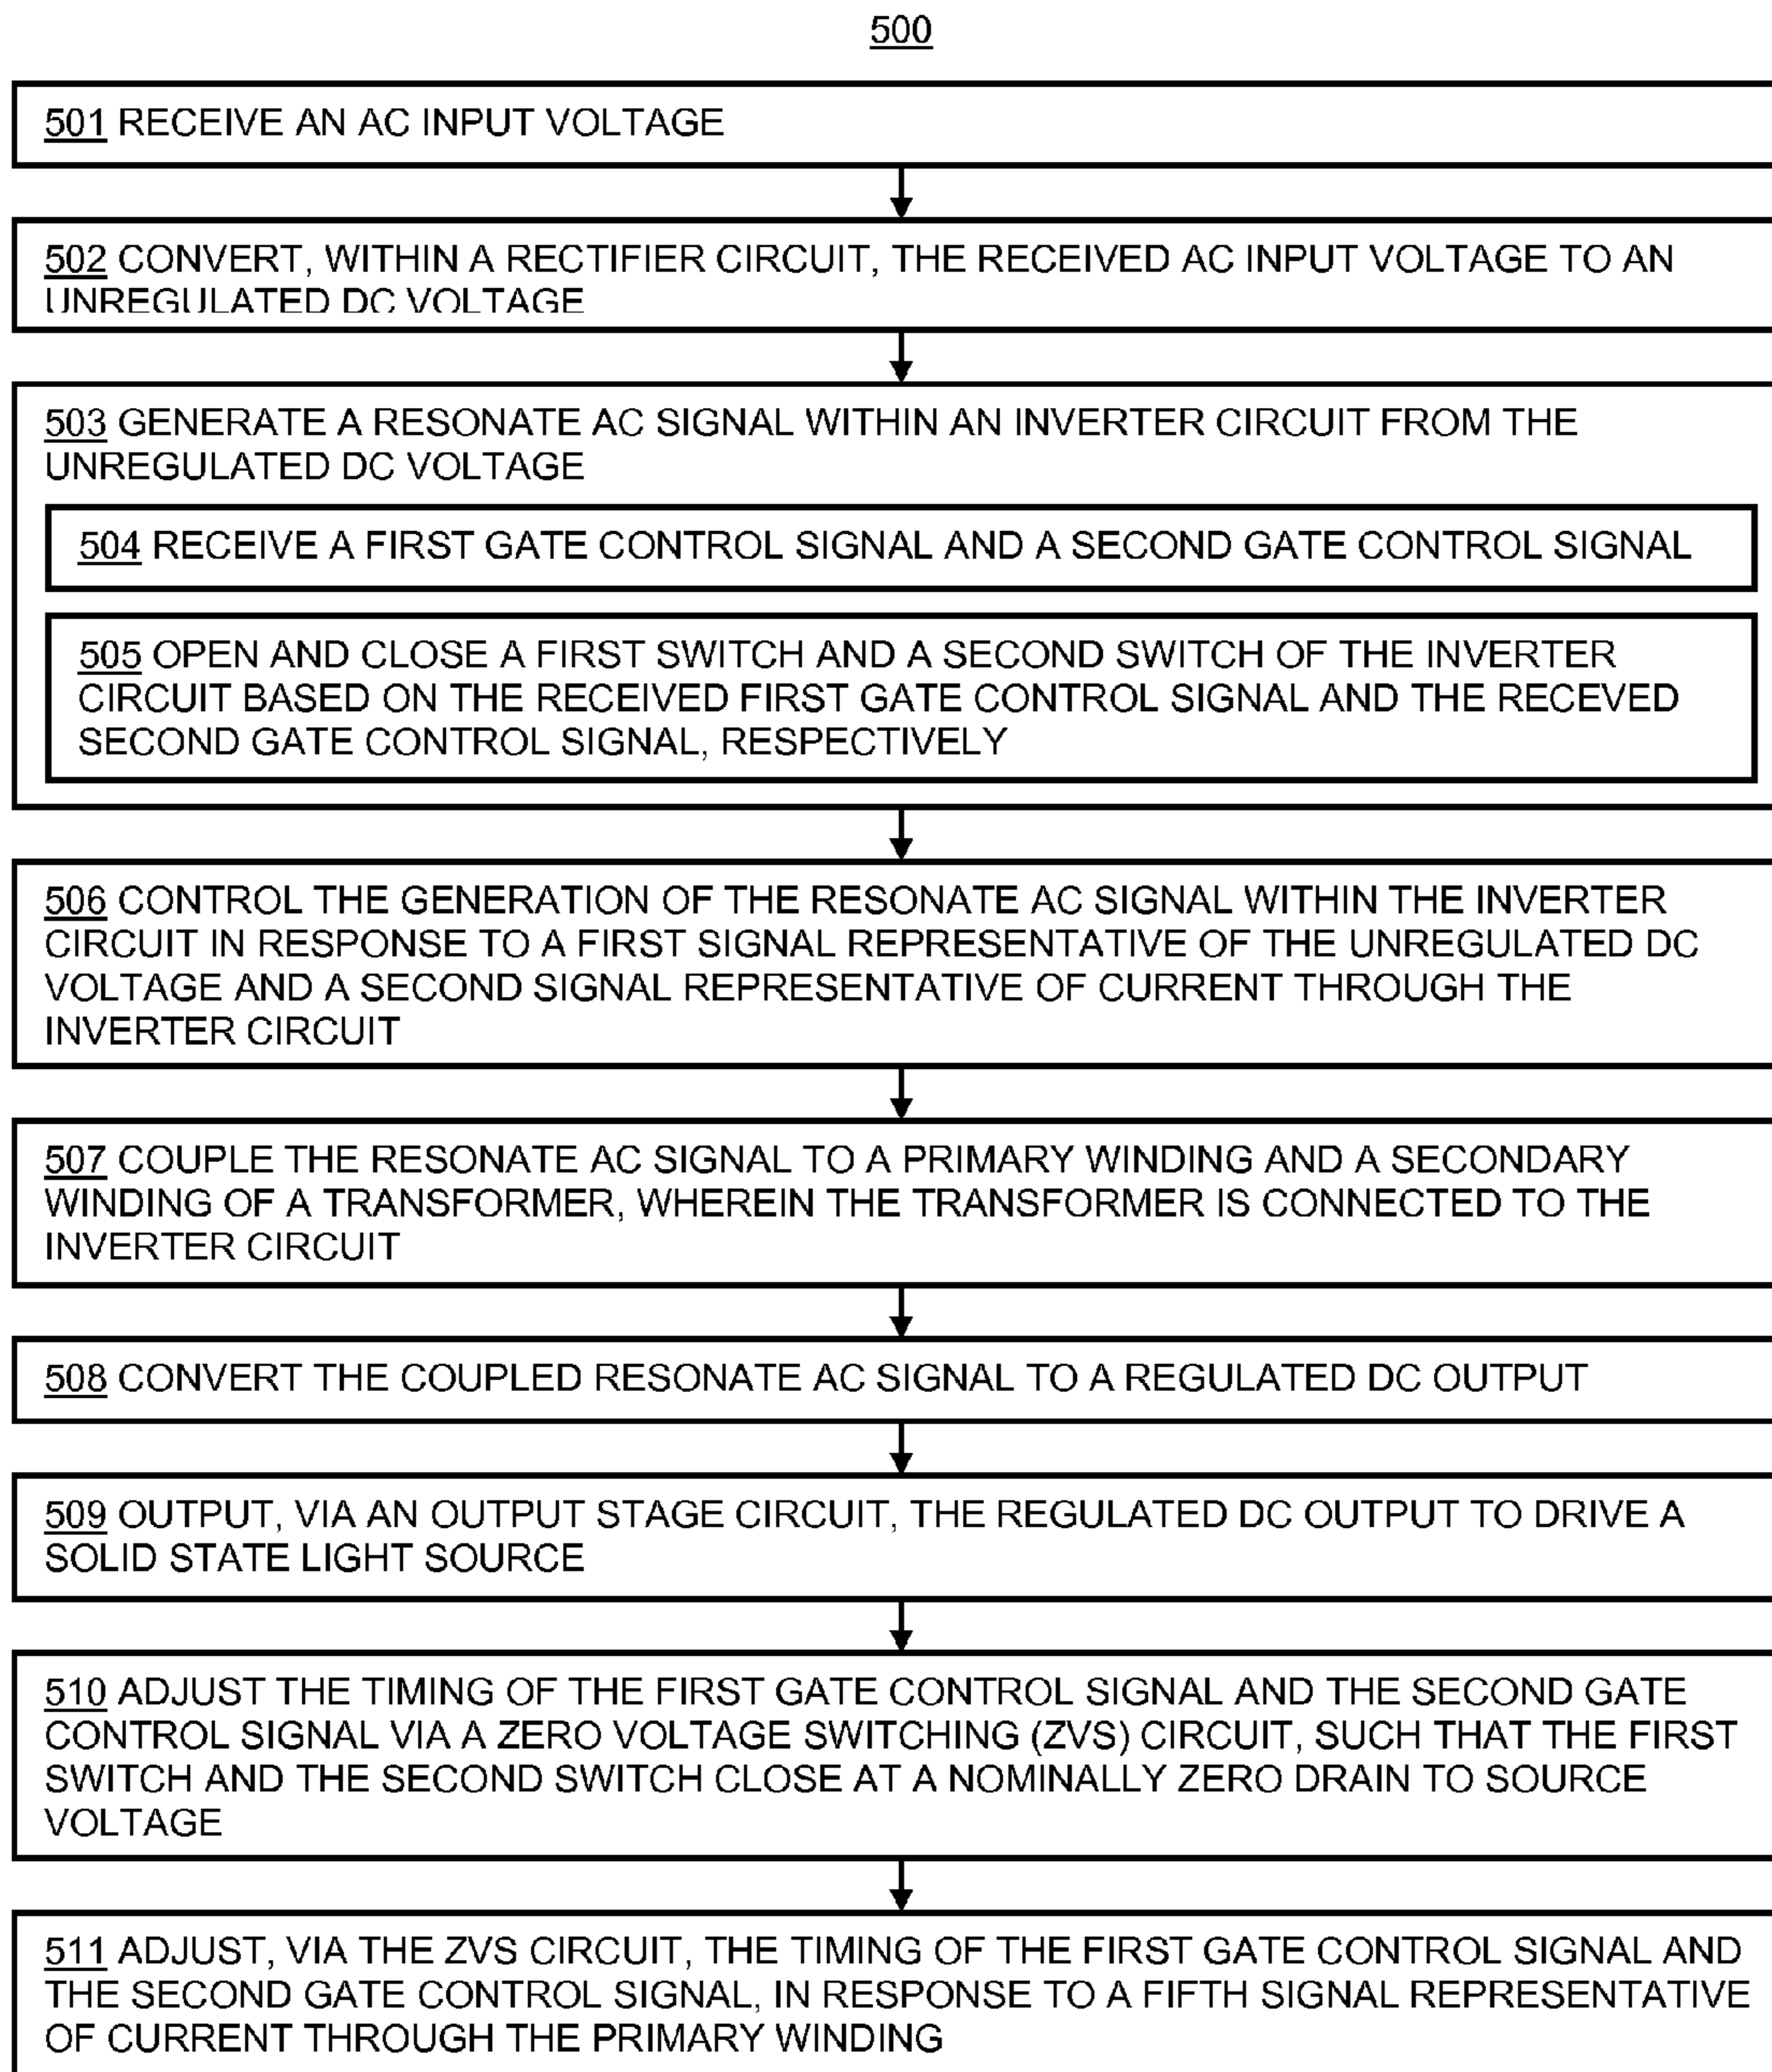 500
501 RECEIVE AN AC INPUT VOLTAGE
502 CONVERT, WITHIN A RECTIFIER CIRCUIT, THE RECEIVED AC INPUT VOLTAGE TO AN
UNREGULATED DC VOLTAGE
503 GENERATE A RESONATE AC SIGNAL WITHIN AN INVERTER CIRCUIT FROM THE
UNREGULATED DC VOLTAGE
504 RECEIVE A FIRST GATE CONTROL SIGNAL AND A SECOND GATE CONTROL SIGNAL
505 OPEN AND CLOSE A FIRST SWITCH AND A SECOND SWITCH OF THE INVERTER
CIRCUIT BASED ON THE RECEIVED FIRST GATE CONTROL SIGNAL AND THE RECEVED
SECOND GATE CONTROL SIGNAL, RESPECTIVELY
506 CONTROL THE GENERATION OF THE RESONATE AC SIGNAL WITHIN THE INVERTER
CIRCUIT IN RESPONSE TO A FIRST SIGNAL REPRESENTATIVE OF THE UNREGULATED DC
VOLTAGE AND A SECOND SIGNAL REPRESENTATIVE OF CURRENT THROUGH THE
INVERTER CIRCUIT
507 COUPLE THE RESONATE AC SIGNAL TO A PRIMARY WINDING AND A SECONDARY
WINDING OF A TRANSFORMER, WHEREIN THE TRANSFORMER IS CONNECTED TO THE
INVERTER CIRCUIT
508 CONVERT THE COUPLED RESONATE AC SIGNAL TO A REGULATED DC OUTPUT
509 OUTPUT, VIA AN OUTPUT STAGE CIRCUIT, THE REGULATED DC OUTPUT TO DRIVE A
SOLID STATE LIGHT SOURCE
510 ADJUST THE TIMING OF THE FIRST GATE CONTROL SIGNAL AND THE SECOND GATE
CONTROL SIGNAL VIA A ZERO VOLTAGE SWITCHING (ZVS) CIRCUIT, SUCH THAT THE FIRST
SWITCH AND THE SECOND SWITCH CLOSE AT A NOMINALLY ZERO DRAIN TO SOURCE
VOLTAGE
511 ADJUST, VIA THE ZVS CIRCUIT, THE TIMING OF THE FIRST GATE CONTROL SIGNAL AND
THE SECOND GATE CONTROL SIGNAL, IN RESPONSE TO A FIFTH SIGNAL REPRESENTATIVE
OF CURRENT THROUGH THE PRIMARY WINDING